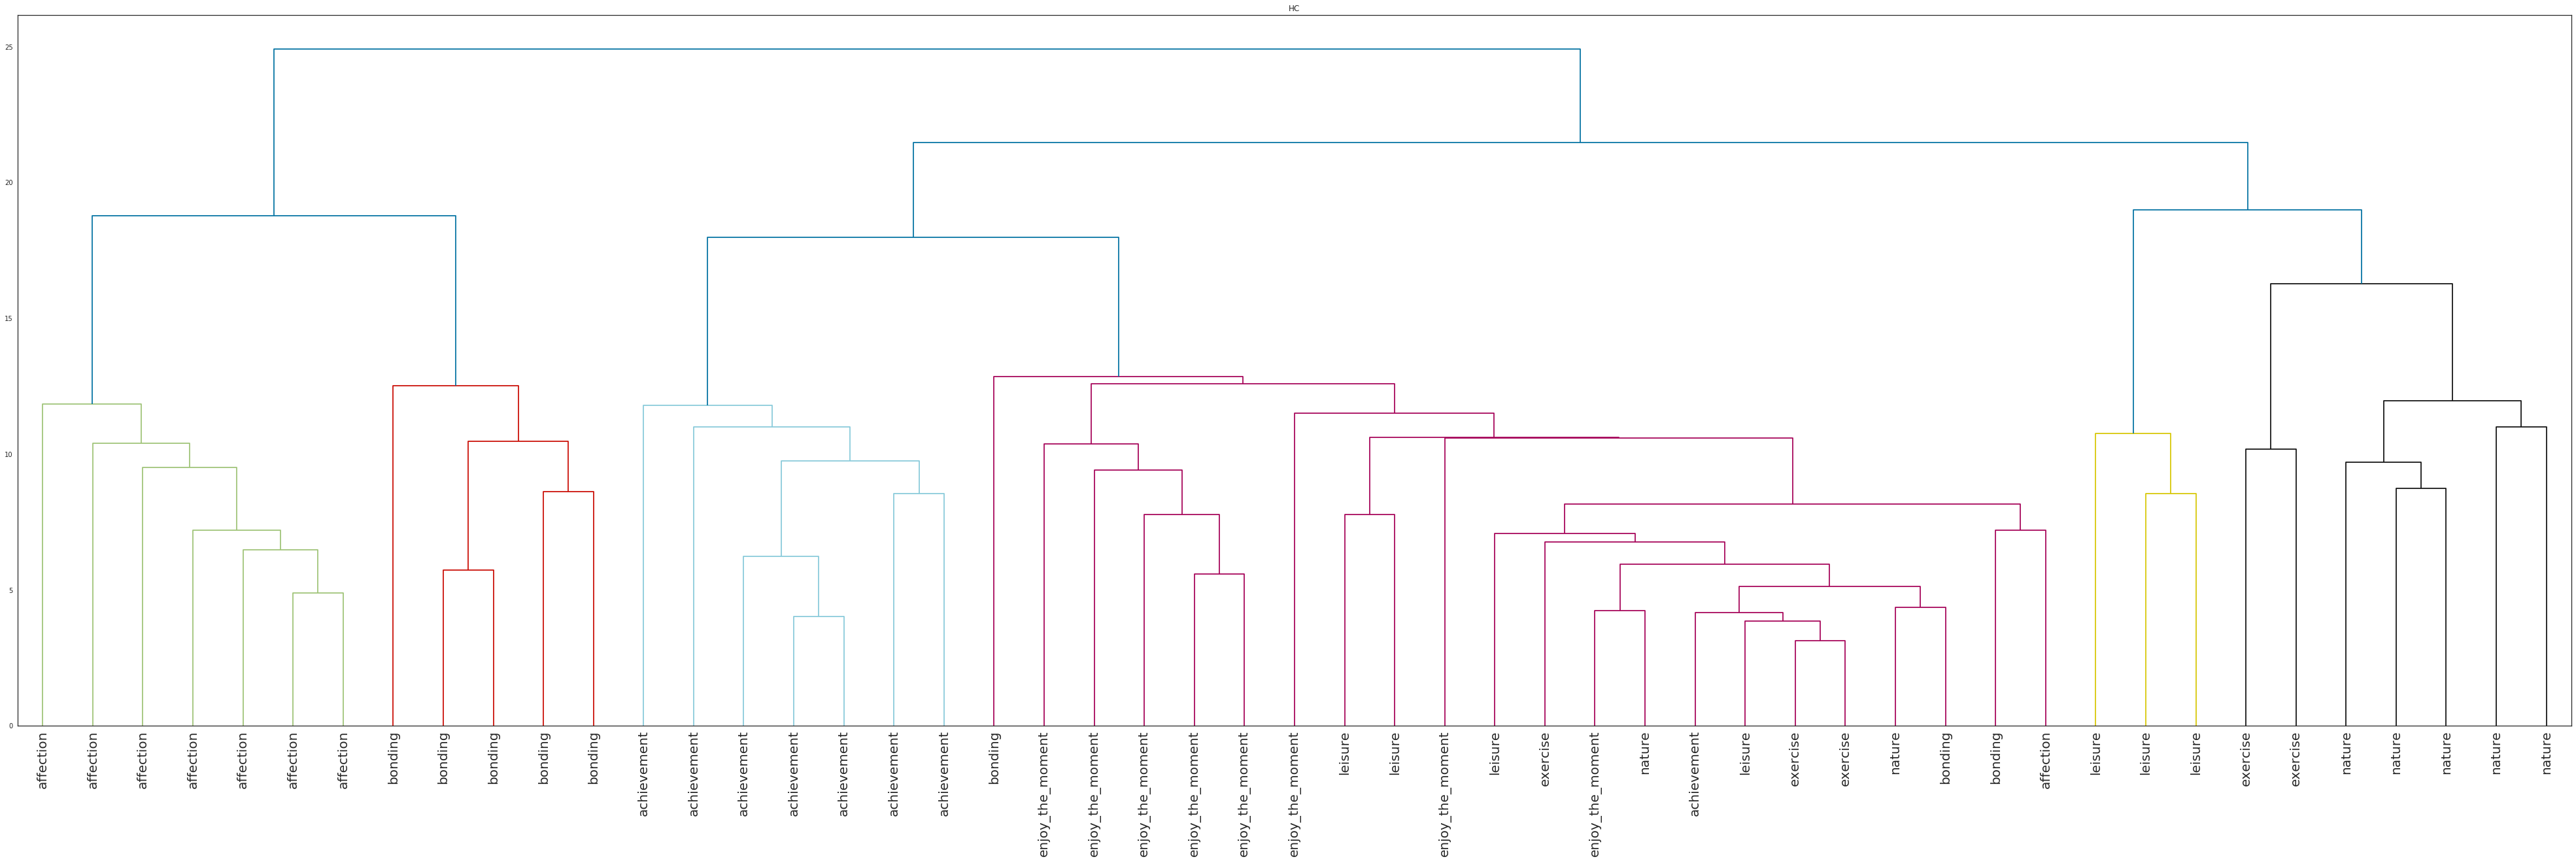 HC
25
20
15
10
5
0
affection
affection
affection
affection
affection
affection
affection
bonding
bonding
bonding
bonding
bonding
achievement
achievement
achievement
achievement
achievement
achievement
achievement
bonding
enjoy_the_moment
enjoy_the_moment
enjoy_the_moment
enjoy_the_moment
enjoy_the_moment
enjoy_the_moment
leisure
leisure
enjoy_the_moment
leisure
exercise
enjoy_the_moment
nature
achievement
leisure
exercise
exercise
nature
bonding
bonding
affection
leisure
leisure
leisure
exercise
exercise
nature
nature
nature
nature
nature